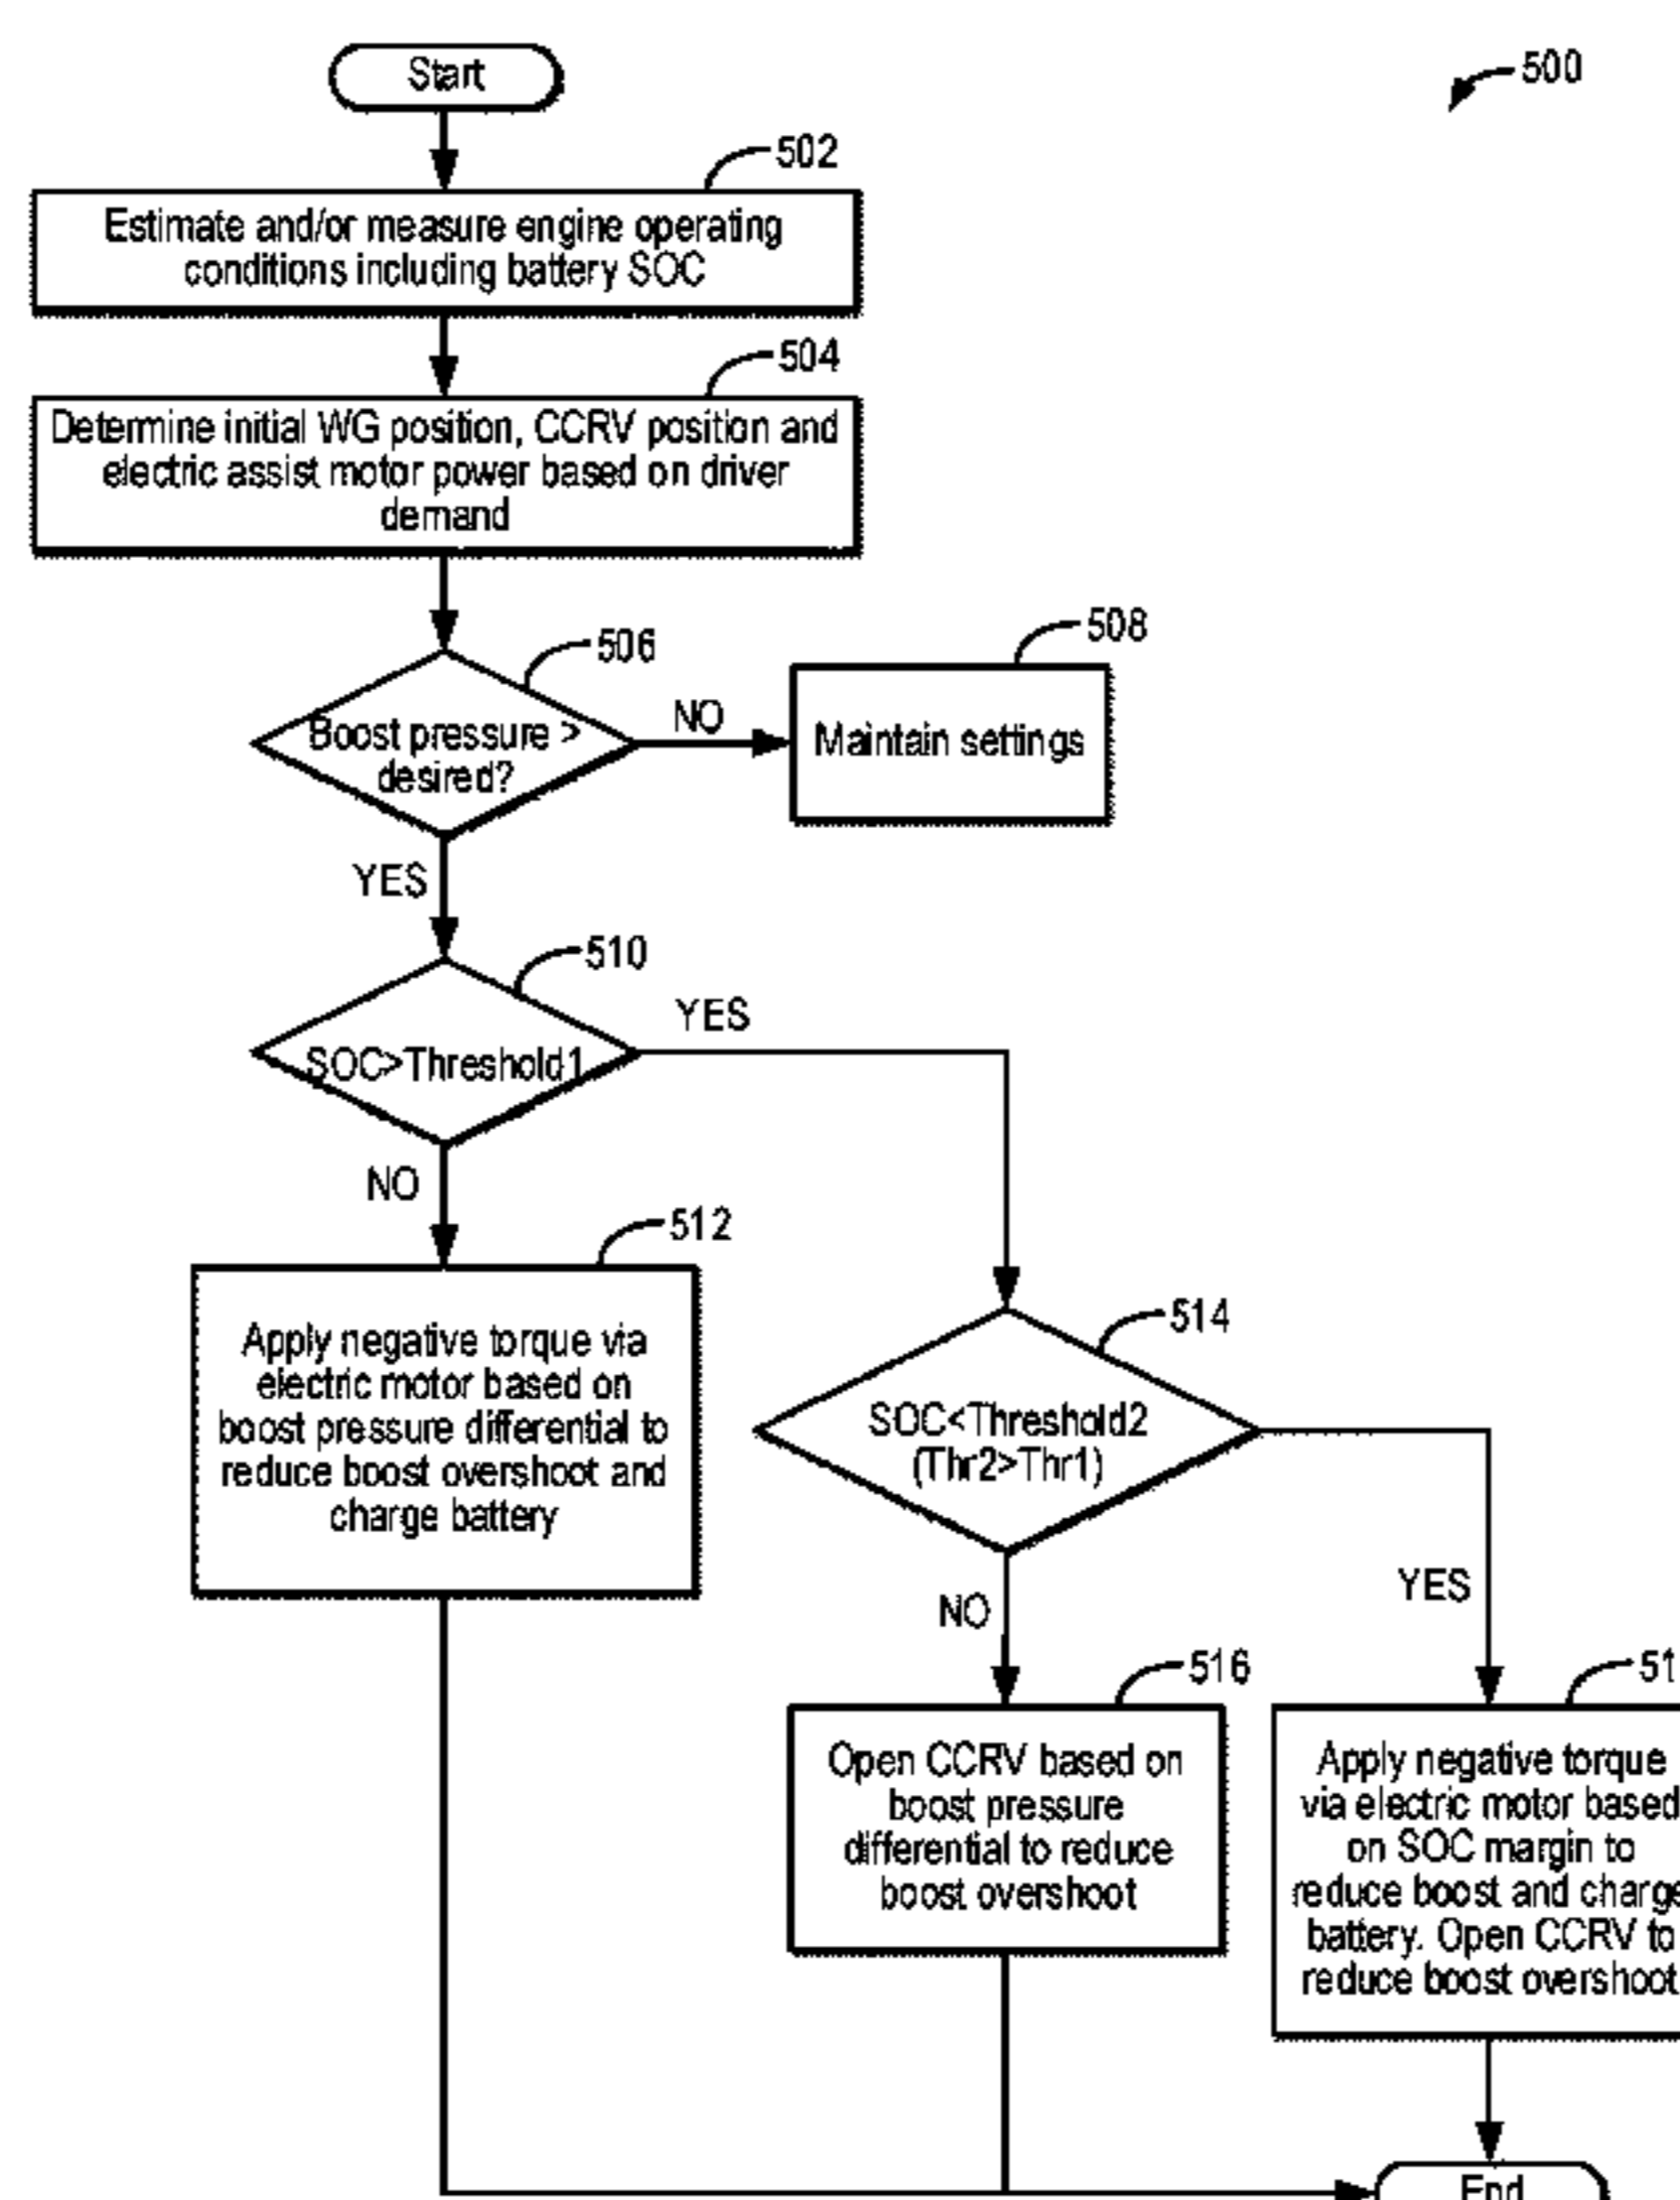 Start
500
502
Estimate and/or measure engine operating
conditions including battery SOC
504
Determine initial WG position, CCRV position and
electric assist motor power based on driver
demand
506
508
Boost pressure >
desired?
NO
Maintain settings
YES
510
SOC>Threshold1
YES
NO
512
Apply negative torque via
electric motor based on
boost pressure differential to
reduce boost overshoot and
charge battery
514
SOC<Threshold2
(Thr2>Thr1)
NO
YES
516
Open CCRV based on
boost pressure
differential to reduce
boost overshoot
51
Apply negative torque
via electric motor based
on SOC margin to
reduce boost and charge
battery. Open CCRV to
reduce boost overshoot
End